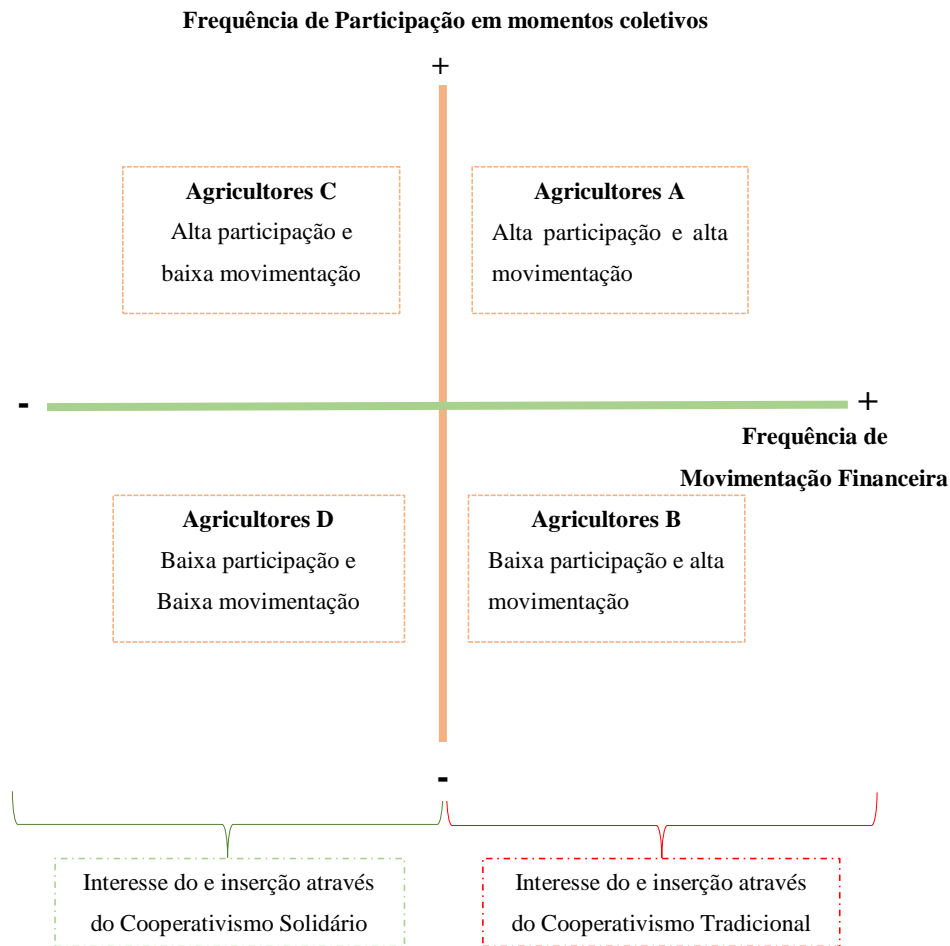 Frequência de Participação em momentos coletivos
+
Agricultores C
Alta participação e
baixa movimentação
Agricultores A
Alta participação e alta
movimentação
-
+
Frequência de
Movimentação Financeira
Agricultores D
Baixa participação e
Baixa movimentação
Agricultores B
Baixa participação e alta
movimentação
-
Interesse do e inserção através
do Cooperativismo Solidário
Interesse do e inserção através
do Cooperativismo Tradicional